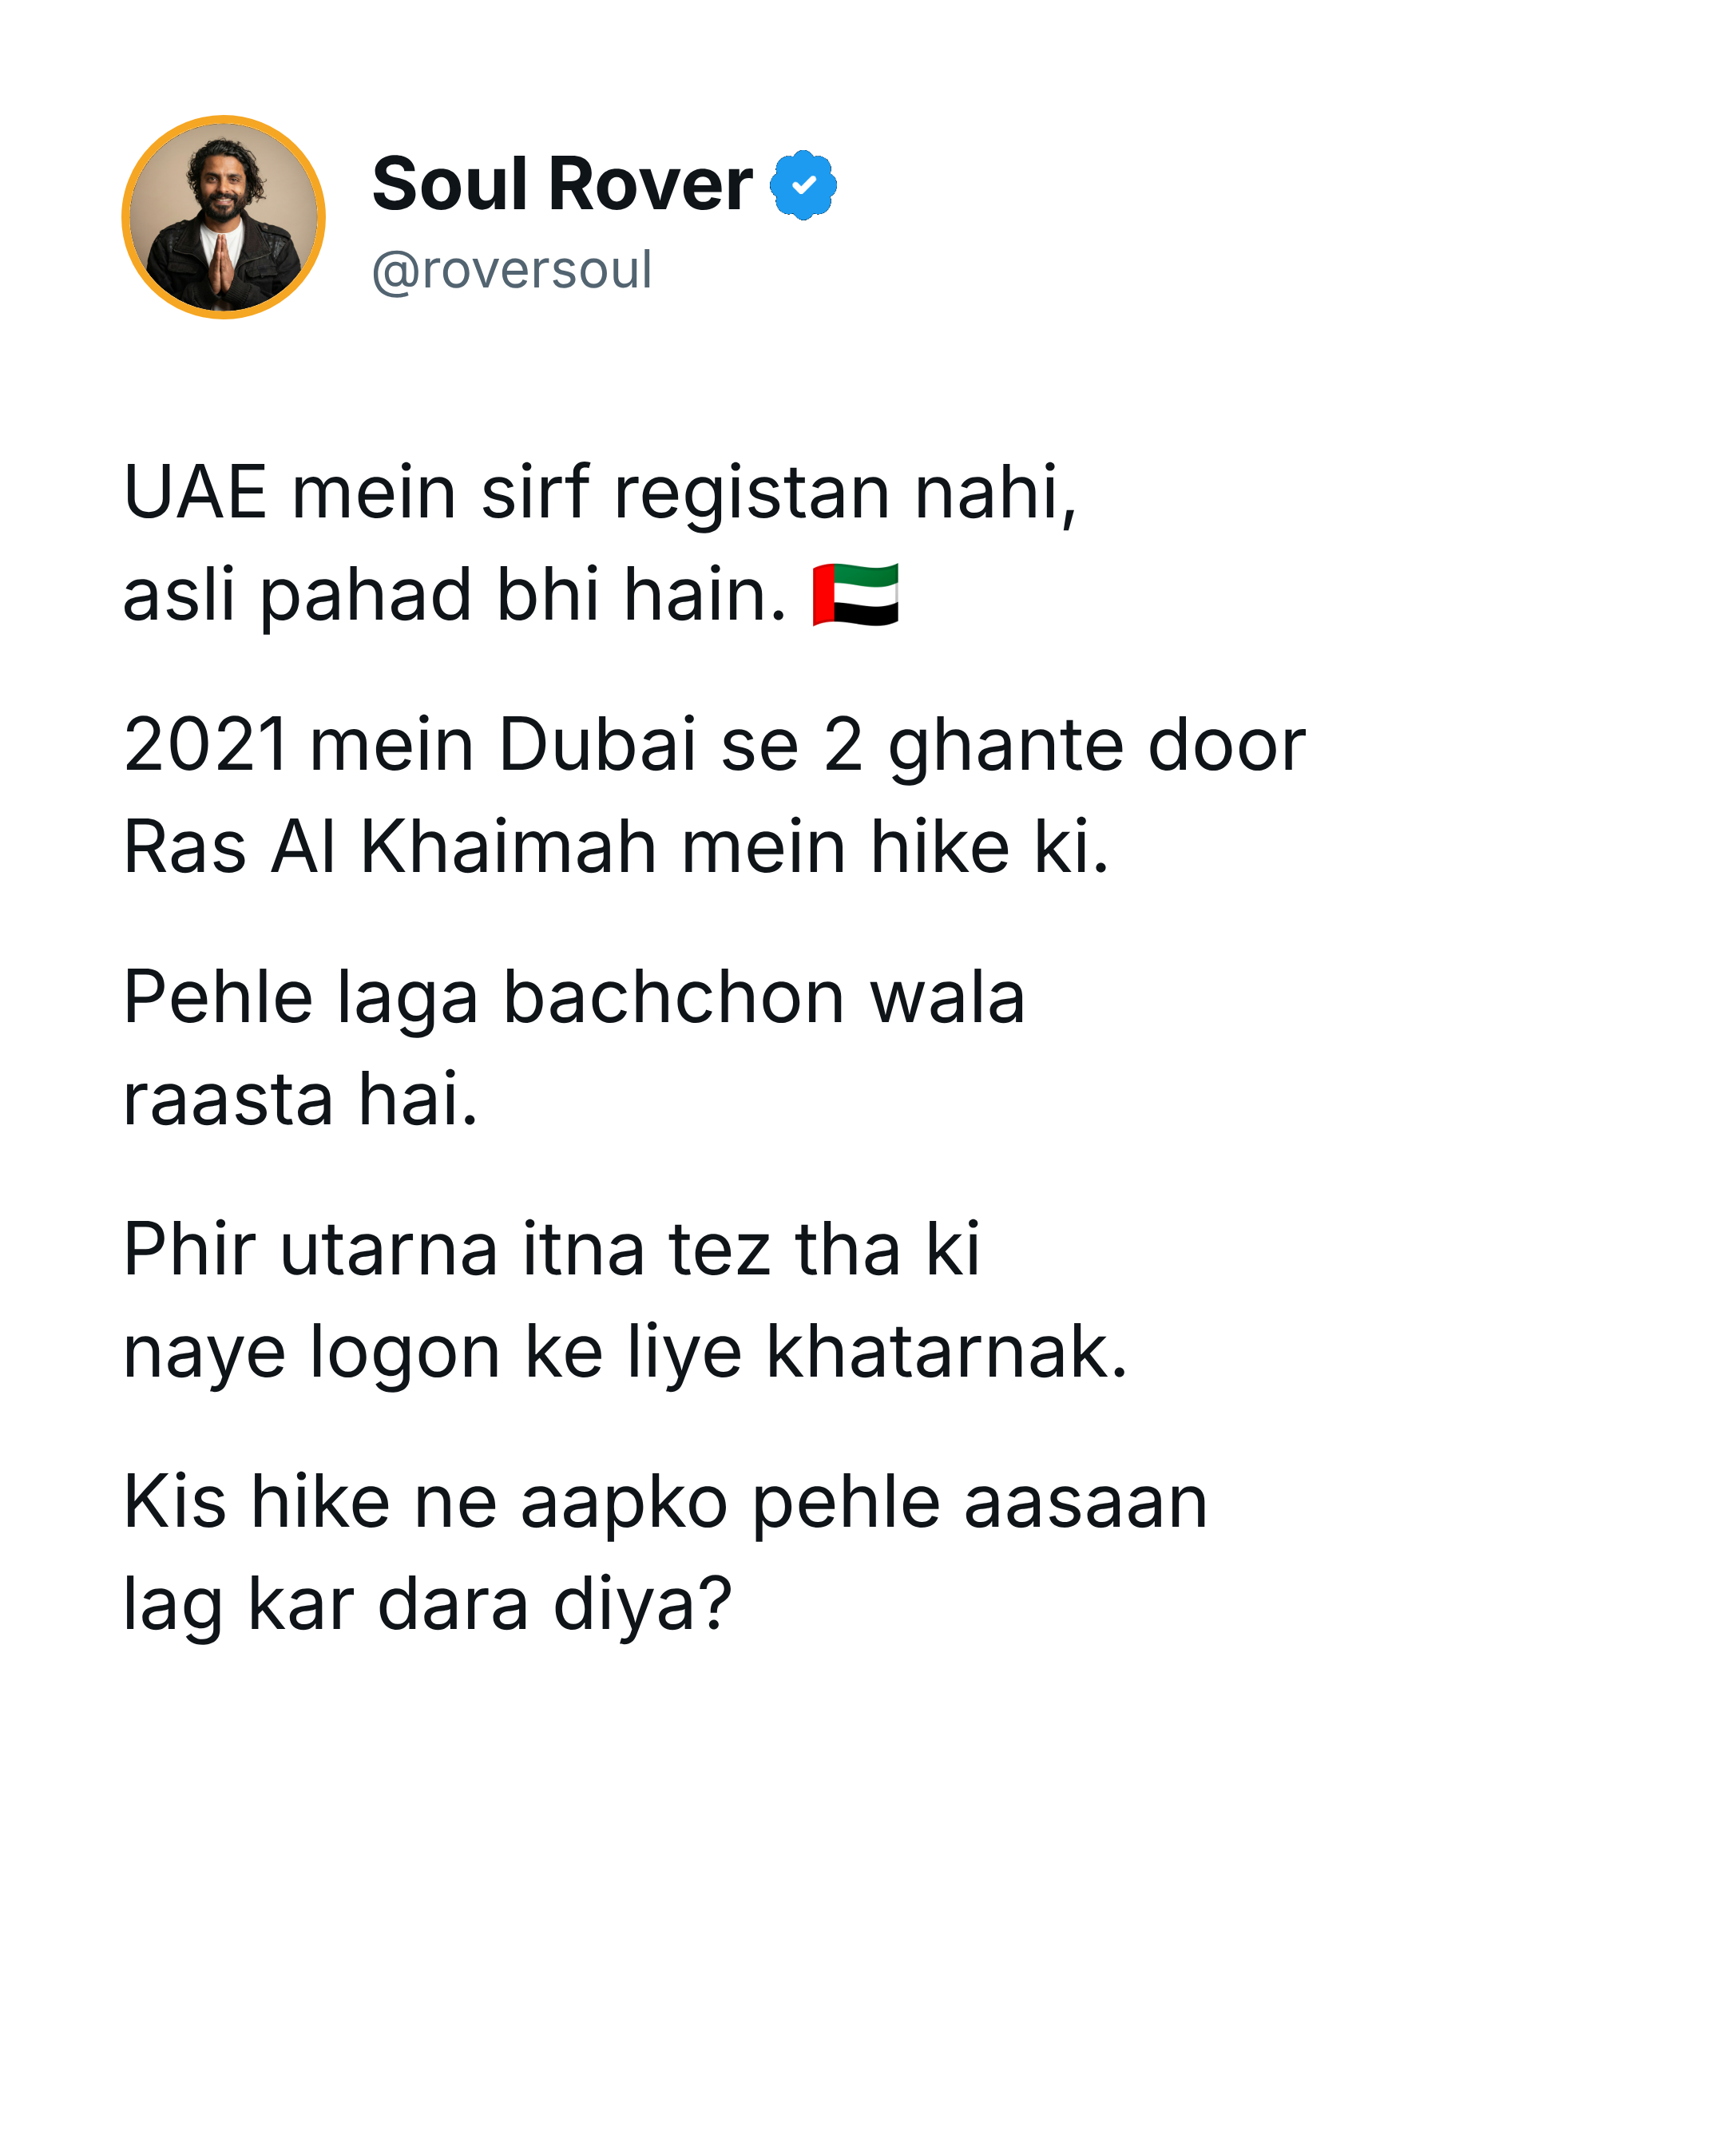 Soul Rover
@roversoul
UAE mein sirf registan nahi,
asli pahad bhi hain. 🇦🇪
2021 mein Dubai se 2 ghante door
Ras Al Khaimah mein hike ki.
Pehle laga bachchon wala
raasta hai.
Phir utarna itna tez tha ki
naye logon ke liye khatarnak.
Kis hike ne aapko pehle aasaan
lag kar dara diya?